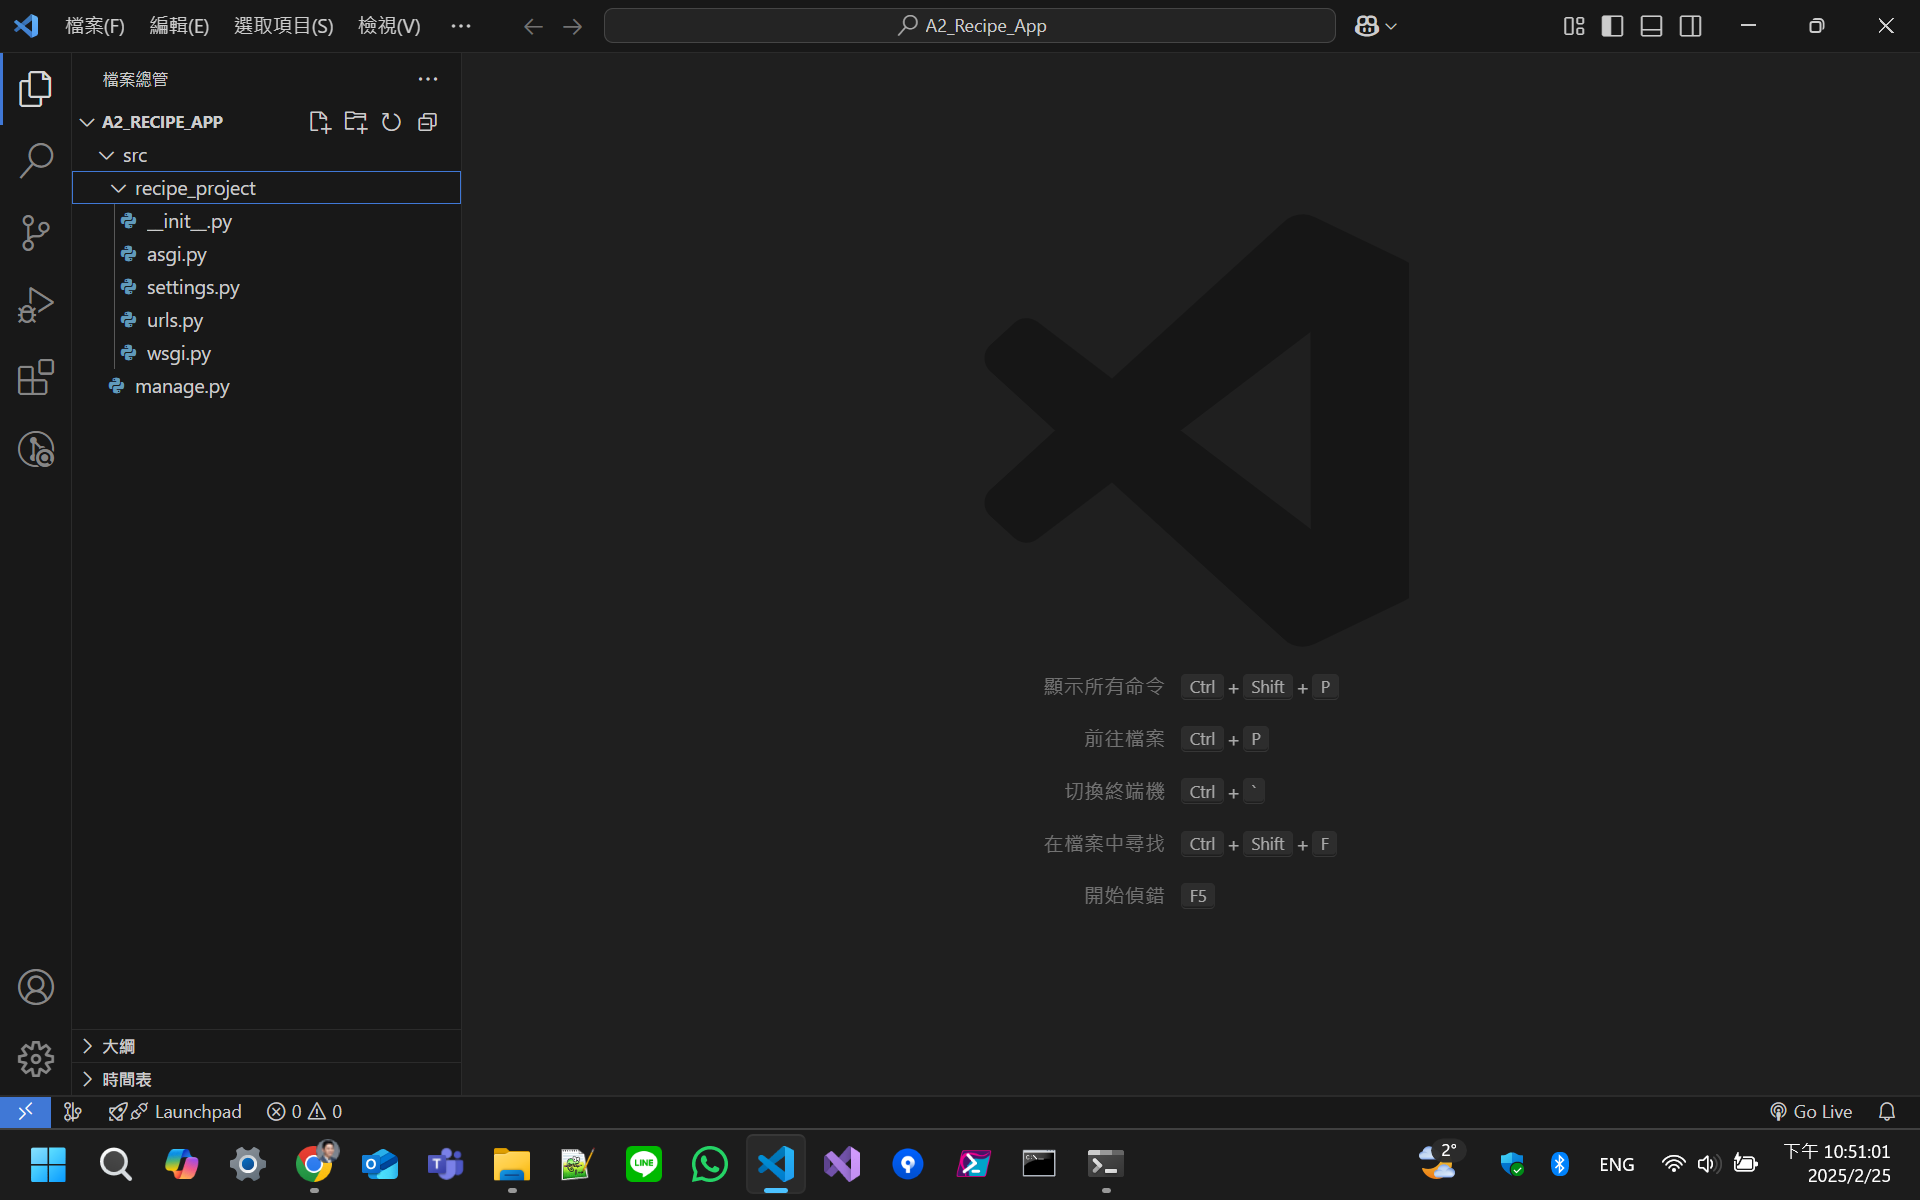 檔案(F) 編輯(E) 選取項目(S) 檢視(V) ... A2_Recipe_App
檔案總管
A2_RECIPE_APP
src
recipe_project
__init__.py
asgi.py
settings.py
urls.py
wsgi.py
manage.py
顯示所有命令 Ctrl + Shift + P
前往檔案 Ctrl + P
切換終端機 Ctrl + `
在檔案中尋找 Ctrl + Shift + F
開始偵錯 F5
大綱
時間表
Launchpad 0 0 Go Live
LINE 2° ENG 下午 10:51:01
2025/2/25